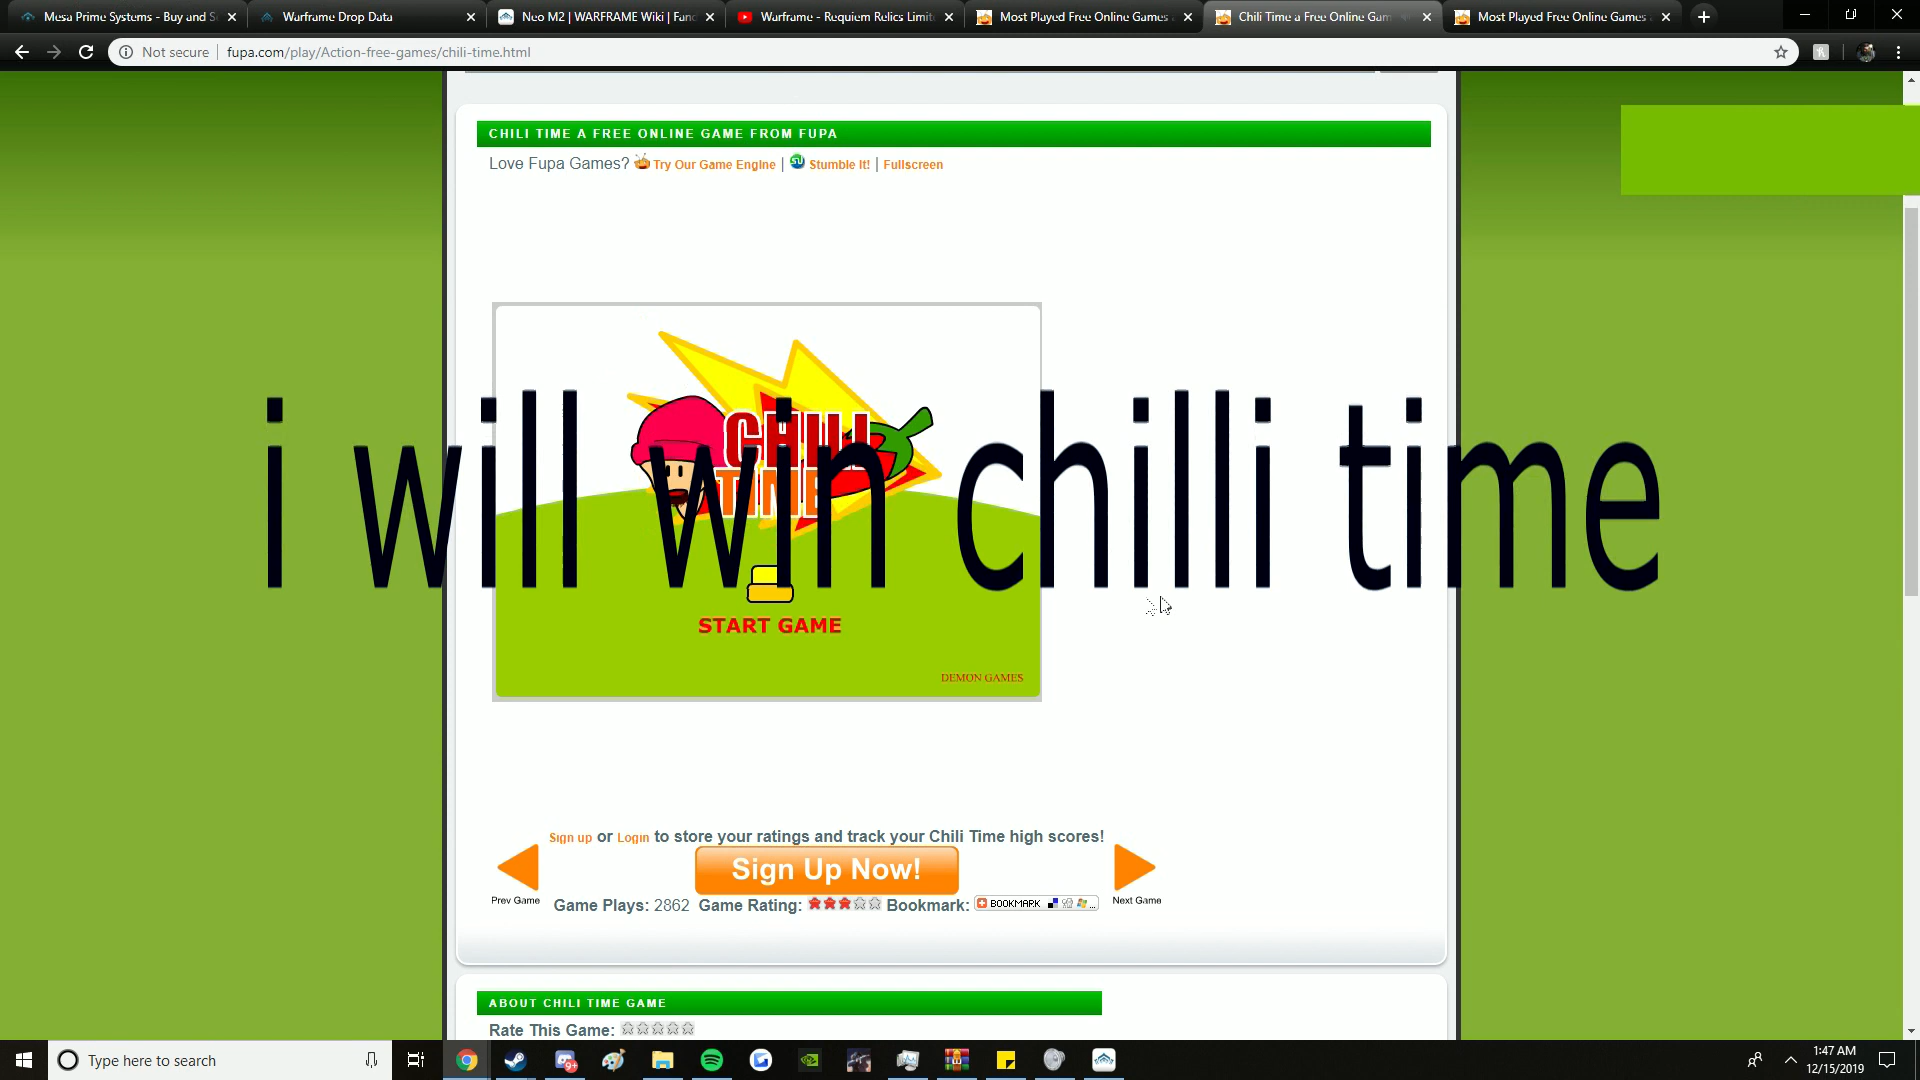 Mesa Prime Systems - Buy and S
Warframe Drop Data
Neo M2 | WARFRAME Wiki | Fand
Warframe - Requiem Relics Limit
Most Played Free Online Games
Chili Time a Free Online Gam
Most Played Free Online Games
Not secure
fupa.com/play/Action-free-games/chili-time.html
CHILI TIME A FREE ONLINE GAME FROM FUPA
Love Fupa Games? Try Our Game Engine | Stumble It! | Fullscreen
CHILI
TIME
i will win chilli time
START GAME
DEMON GAMES
Sign up or Login to store your ratings and track your Chili Time high scores!
Sign Up Now!
Prev Game
Next Game
Game Plays: 2862 Game Rating: Bookmark: BOOKMARK
ABOUT CHILI TIME GAME
Rate This Game:
Type here to search
1:47 AM
12/15/2019